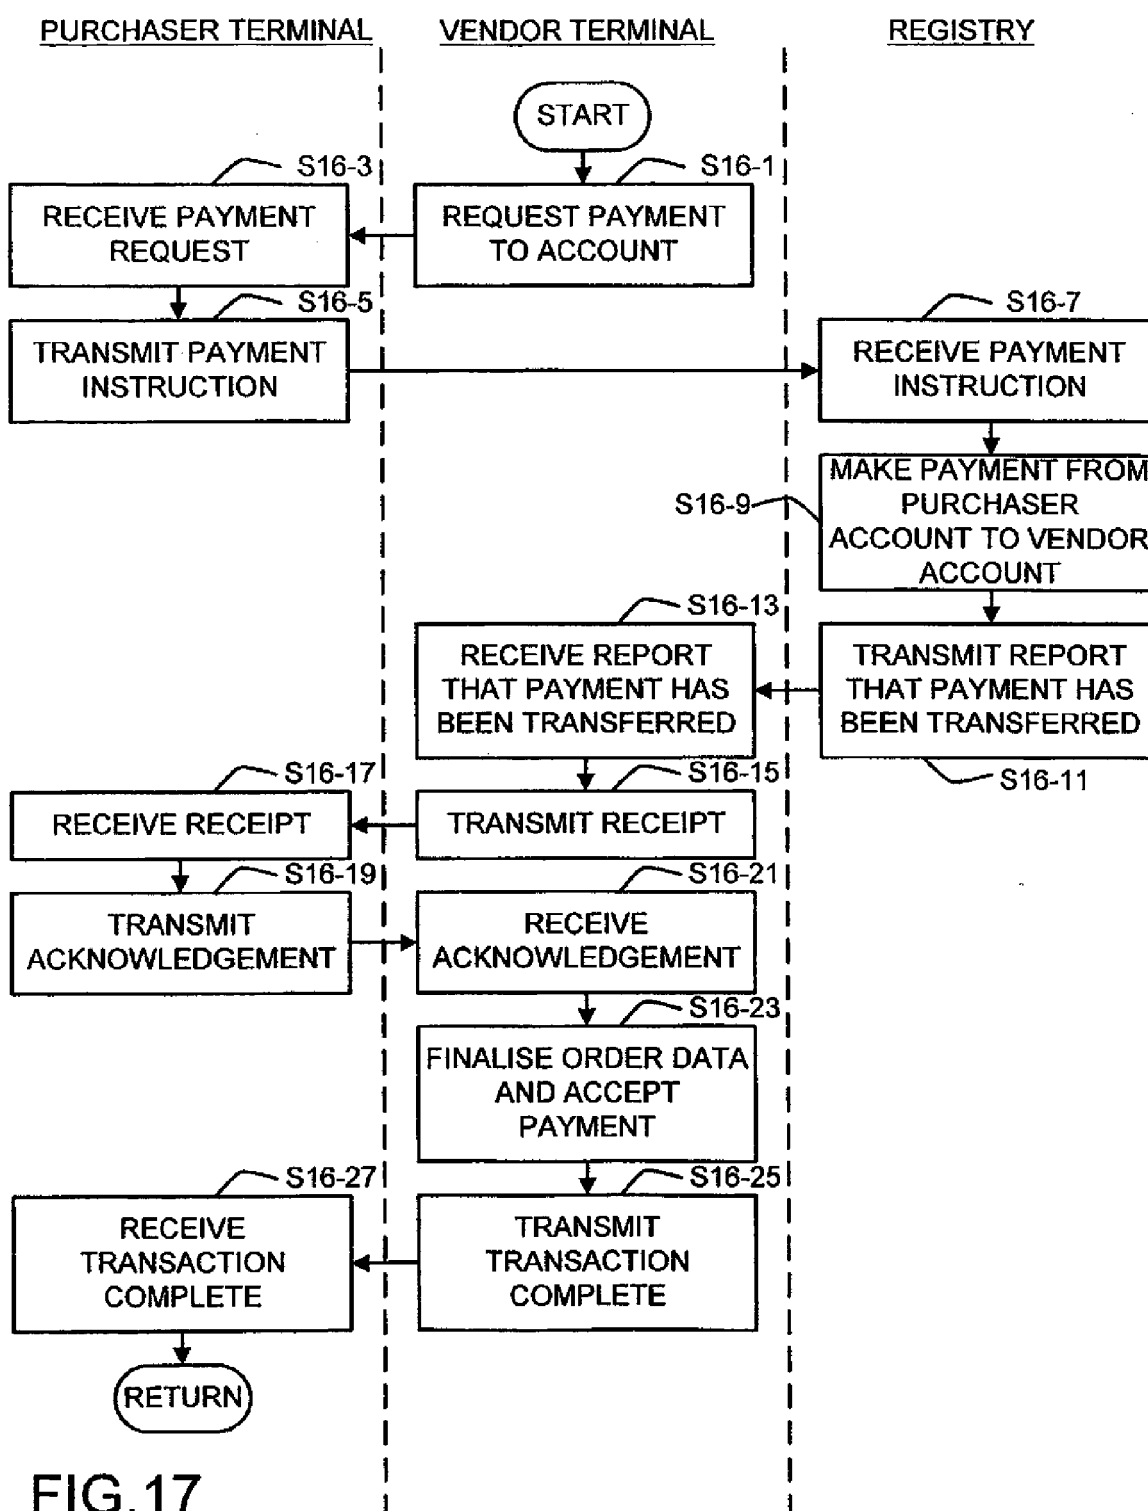 PURCHASER TERMINAL
VENDOR TERMINAL
REGISTRY
START
S16-3
S16-1
RECEIVE PAYMENT
REQUEST
REQUEST PAYMENT
TO ACCOUNT
S16-5
S16-7
TRANSMIT PAYMENT
INSTRUCTION
RECEIVE PAYMENT
INSTRUCTION
S16-9
MAKE PAYMENT FROM
PURCHASER
ACCOUNT TO VENDOR
ACCOUNT
S16-13
RECEIVE REPORT
THAT PAYMENT HAS
BEEN TRANSFERRED
TRANSMIT REPORT
THAT PAYMENT HAS
BEEN TRANSFERRED
S16-11
S16-17
S16-15
RECEIVE RECEIPT
TRANSMIT RECEIPT
S16-19
S16-21
TRANSMIT
ACKNOWLEDGEMENT
RECEIVE
ACKNOWLEDGEMENT
S16-23
FINALISE ORDER DATA
AND ACCEPT
PAYMENT
S16-27
S16-25
RECEIVE
TRANSACTION
COMPLETE
TRANSMIT
TRANSACTION
COMPLETE
RETURN
FIG.17